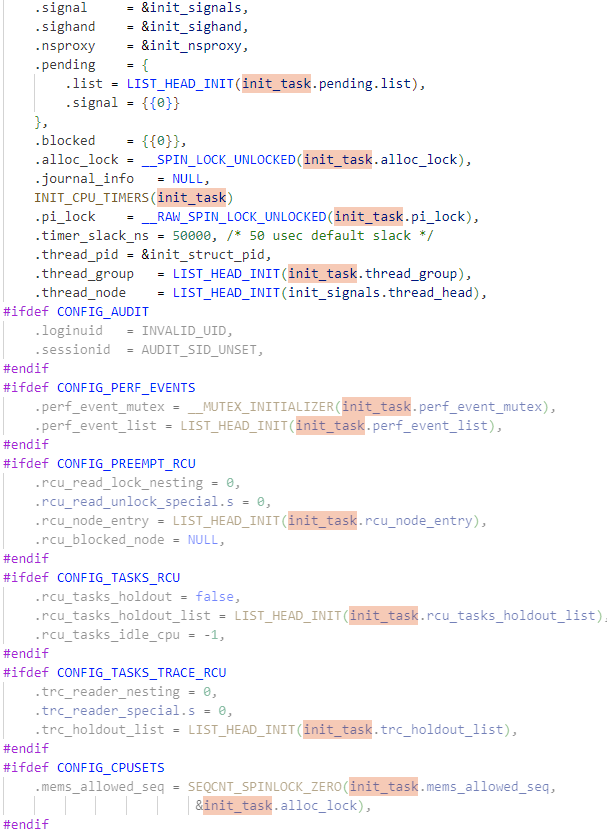 .signal     = &init_signals,
.sighand    = &init_sighand,
.nsproxy    = &init_nsproxy,
.pending    = {
    .list = LIST_HEAD_INIT(init_task.pending.list),
    .signal = {{0}}
},
.blocked    = {{0}},
.alloc_lock = __SPIN_LOCK_UNLOCKED(init_task.alloc_lock),
.journal_info   = NULL,
INIT_CPU_TIMERS(init_task)
.pi_lock    = __RAW_SPIN_LOCK_UNLOCKED(init_task.pi_lock),
.timer_slack_ns = 50000, /* 50 usec default slack */
.thread_pid = &init_struct_pid,
.thread_group   = LIST_HEAD_INIT(init_task.thread_group),
.thread_node    = LIST_HEAD_INIT(init_signals.thread_head),
#ifdef CONFIG_AUDIT
    .loginuid   = INVALID_UID,
    .sessionid  = AUDIT_SID_UNSET,
#endif
#ifdef CONFIG_PERF_EVENTS
    .perf_event_mutex = __MUTEX_INITIALIZER(init_task.perf_event_mutex),
    .perf_event_list = LIST_HEAD_INIT(init_task.perf_event_list),
#endif
#ifdef CONFIG_PREEMPT_RCU
    .rcu_read_lock_nesting = 0,
    .rcu_read_unlock_special.s = 0,
    .rcu_node_entry = LIST_HEAD_INIT(init_task.rcu_node_entry),
    .rcu_blocked_node = NULL,
#endif
#ifdef CONFIG_TASKS_RCU
    .rcu_tasks_holdout = false,
    .rcu_tasks_holdout_list = LIST_HEAD_INIT(init_task.rcu_tasks_holdout_list),
    .rcu_tasks_idle_cpu = -1,
#endif
#ifdef CONFIG_TASKS_TRACE_RCU
    .trc_reader_nesting = 0,
    .trc_reader_special.s = 0,
    .trc_holdout_list = LIST_HEAD_INIT(init_task.trc_holdout_list),
#endif
#ifdef CONFIG_CPUSETS
    .mems_allowed_seq = SEQCNT_SPINLOCK_ZERO(init_task.mems_allowed_seq,
                         &init_task.alloc_lock),
#endif